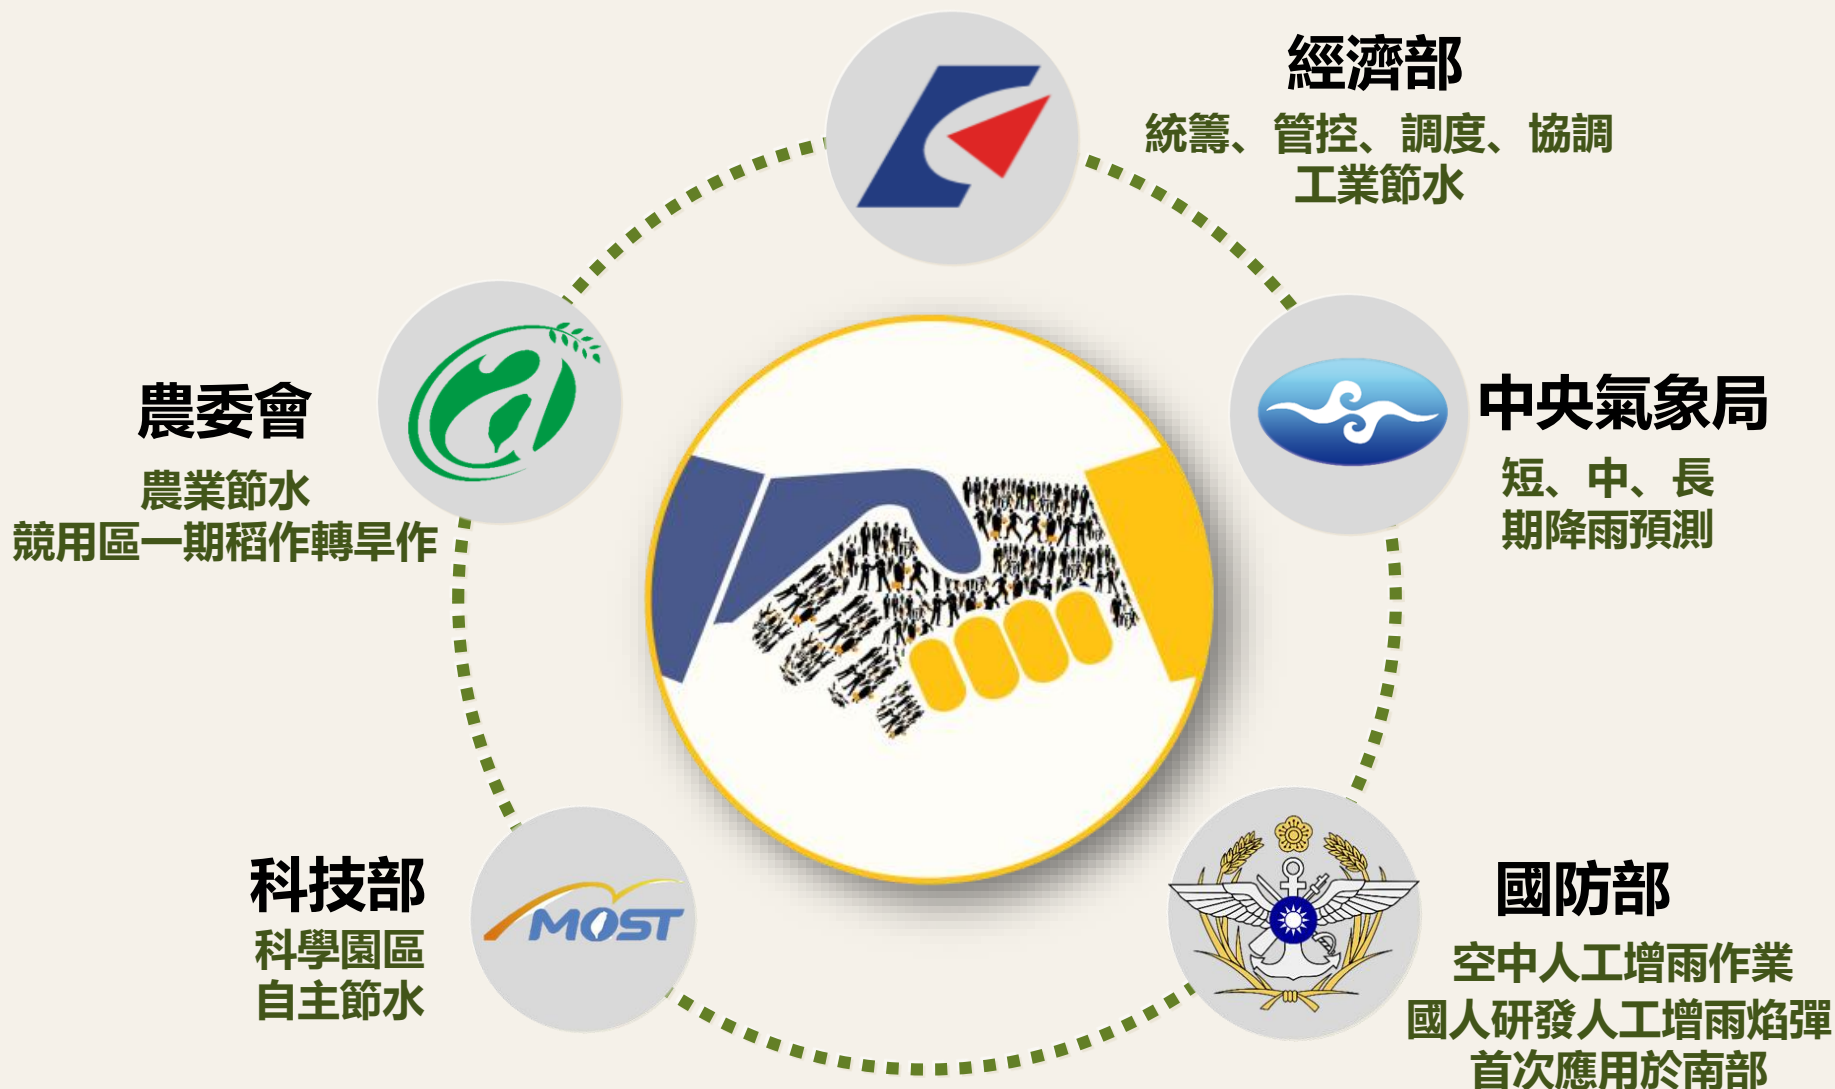 經濟部
統籌、管控、調度、協調
工業節水
中央氣象局
短、中、長
期降雨預測
國防部
空中人工增雨作業
國人研發人工增雨焰彈
首次應用於南部
科技部
科學園區
自主節水
MOST
農委會
農業節水
競用區一期稻作轉旱作